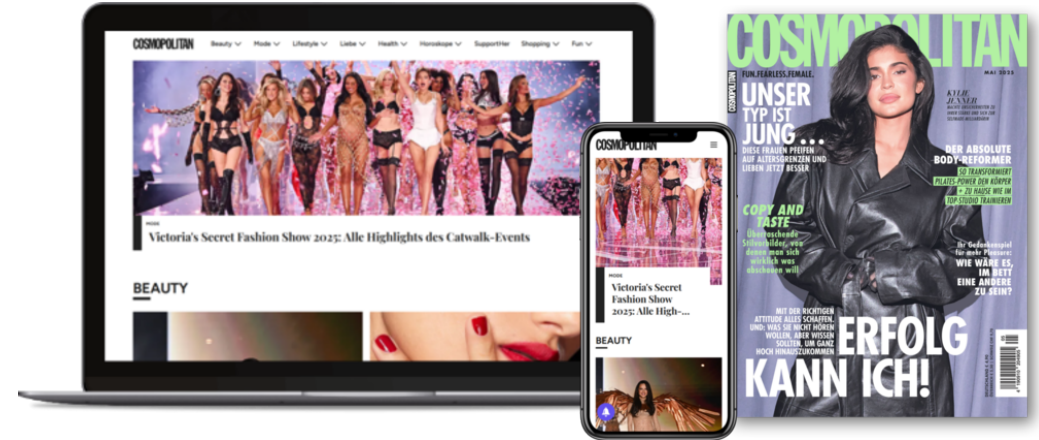 COSMOPOLITAN
Beauty Mode Lifestyle Liebe Health Horoskope SupportHer Shopping Fun
MODE
Victoria's Secret Fashion Show 2025: Alle Highlights des Catwalk-Events
BEAUTY
COSMOPOLITAN
MODE
Victoria's Secret
Fashion Show
2025: Alle High-...
BEAUTY
COSMOPOLITAN
MAI 2025
FUN.FEARLESS.FEMALE.
COSMOPOLITAN
UNSER
TYP IST
JUNG...
DIESE FRAUEN PFEIFEN
AUF ALTERSGRENZEN UND
LIEBEN JETZT BESSER
KYLIE
JENNER
DER ABSOLUTE
BODY-REFORMER
SO TRANSFORMIERT
PILATES-POWER DEN KÖRPER
+ ZU HAUSE WIE IM
TOP-STUDIO TRAINIEREN
COPY AND
TASTE
Überraschende
Stilvorbilder, von
denen man sich
wirklich was
abschauen will
Ihr Gedankenspiel
für mehr Pleasure:
WIE WÄRE ES,
IM BETT
EINE ANDERE
ZU SEIN?
MIT DER RICHTIGEN
ATTITUDE ALLES SCHAFFEN.
UND: WAS SIE NICHT HÖREN
WOLLEN, ABER WISSEN
SOLLTEN, UM GANZ
HOCH HINAUSZUKOMMEN
ERFOLG
KANN ICH!